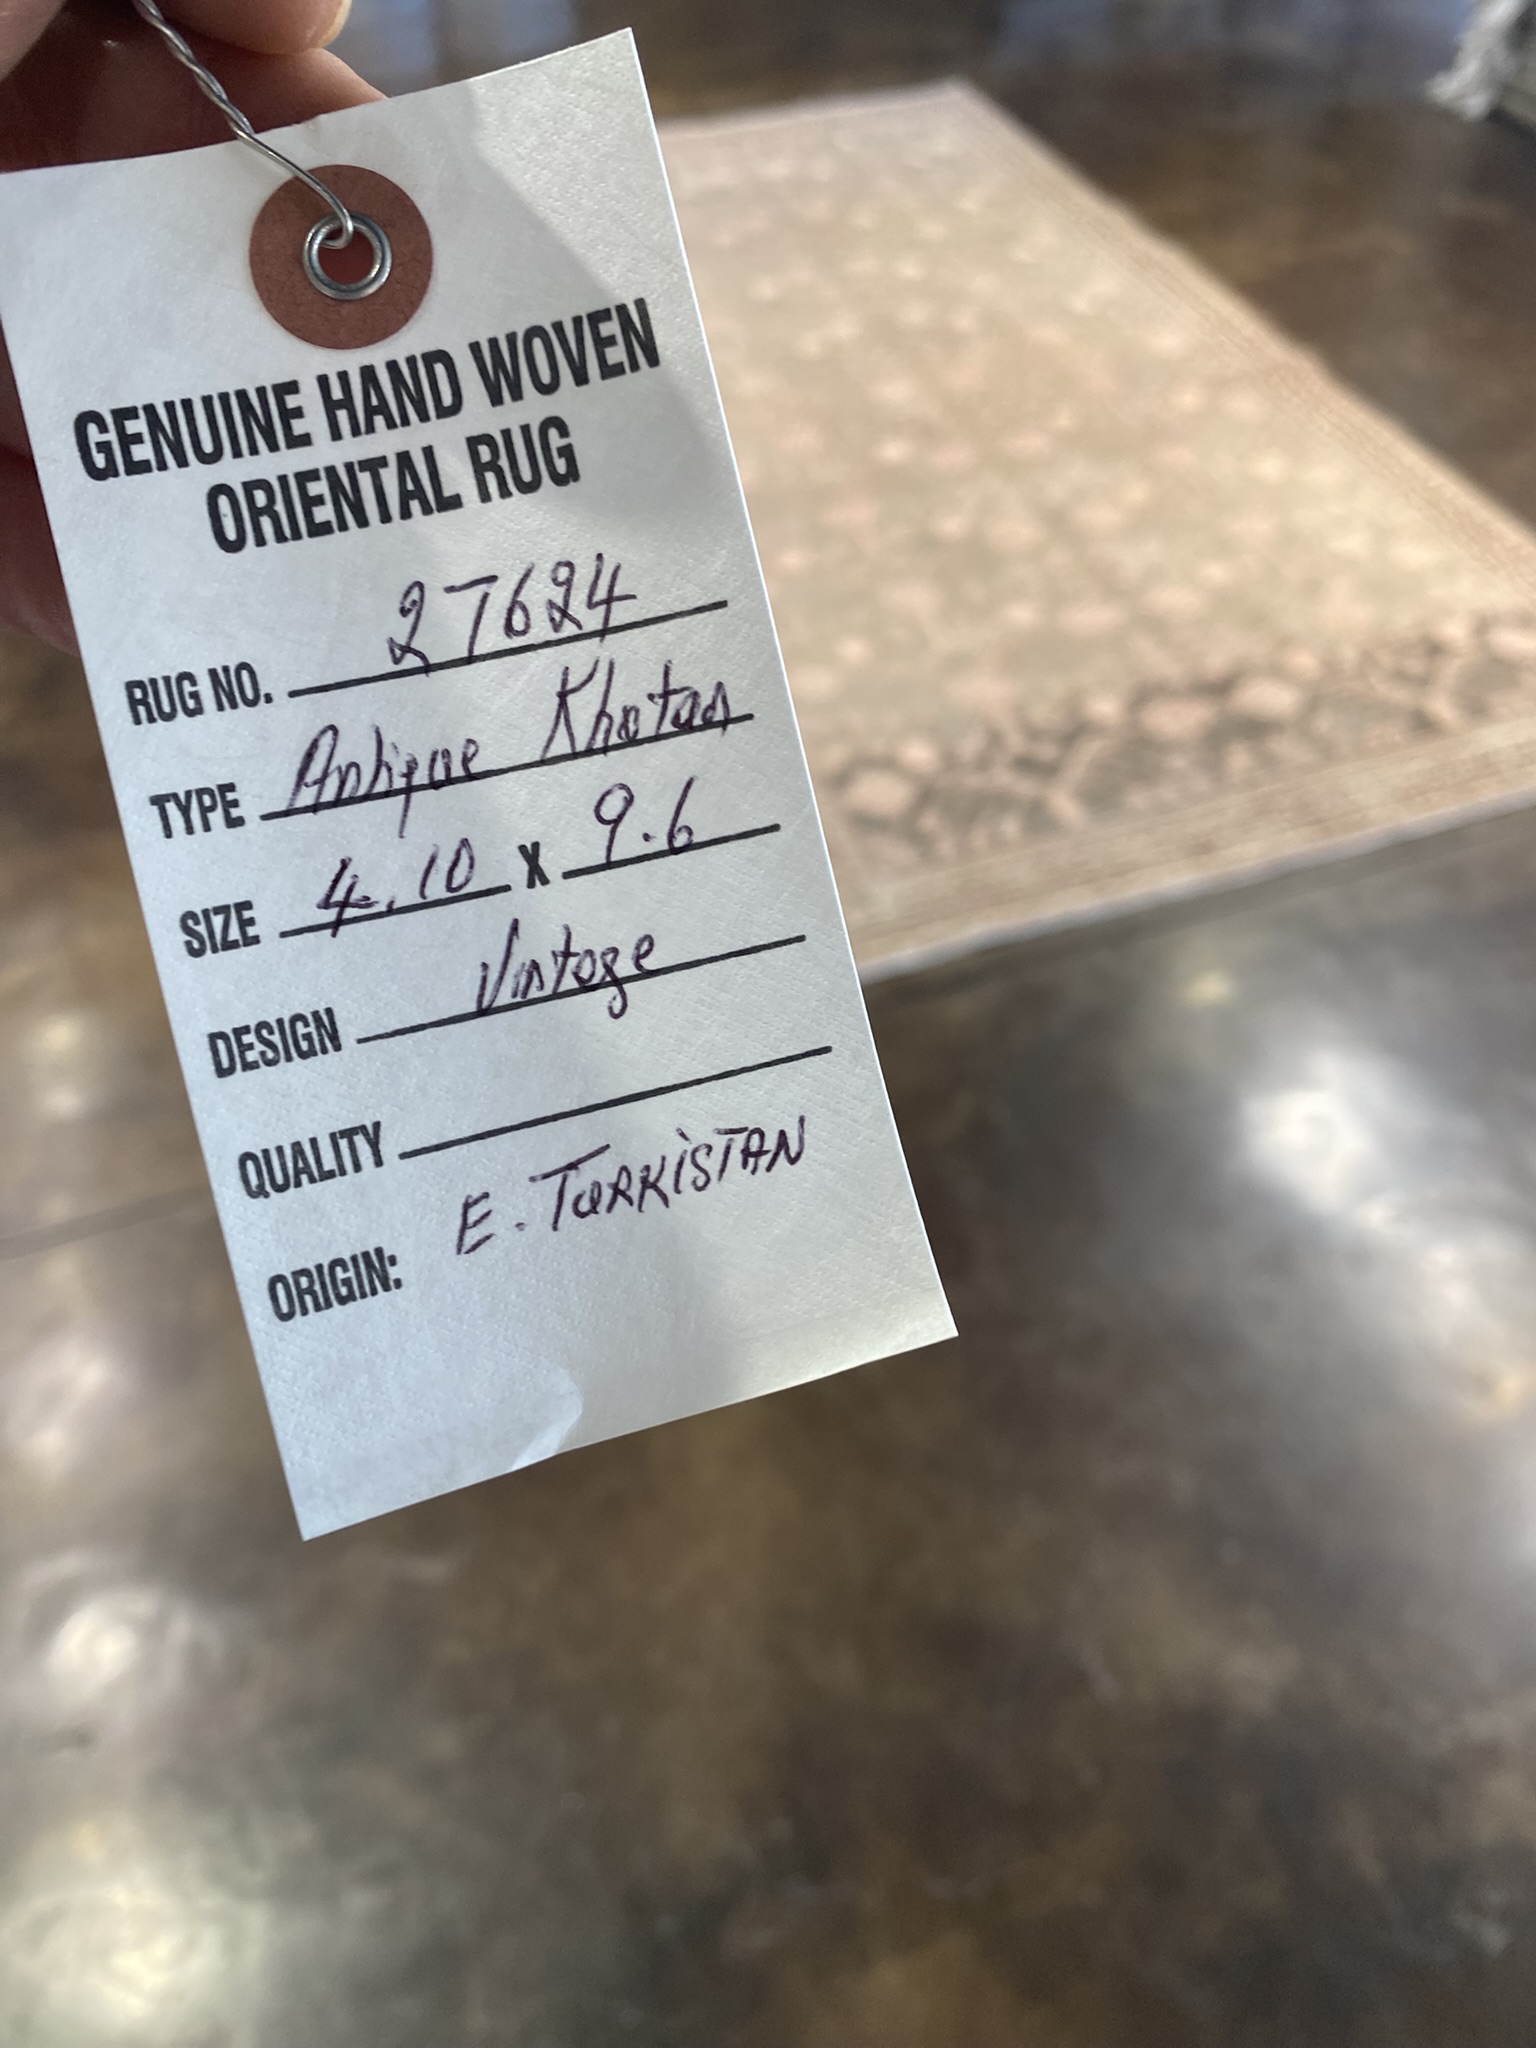 GENUINE HAND WOVEN
ORIENTAL RUG
RUG NO. 27624
TYPE Antique Khotan
SIZE 4.10 X 9.6
DESIGN Vintage
QUALITY
ORIGIN: E. TURKISTAN